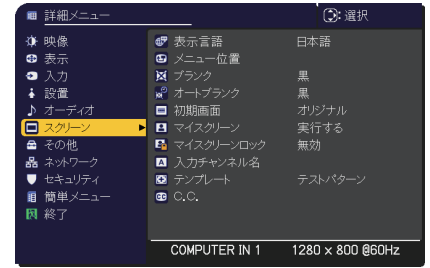 詳細メニュー
:選択
映像
表示
入力
設置
オーディオ
スクリーン
その他
ネットワーク
セキュリティ
簡単メニュー
終了
表示言語 日本語
メニュー位置
ブランク 黒
オートブランク 黒
初期画面 オリジナル
マイスクリーン 実行する
マイスクリーンロック 無効
入力チャンネル名
テンプレート テストパターン
C.C.
COMPUTER IN 1 1280 x 800 @60Hz